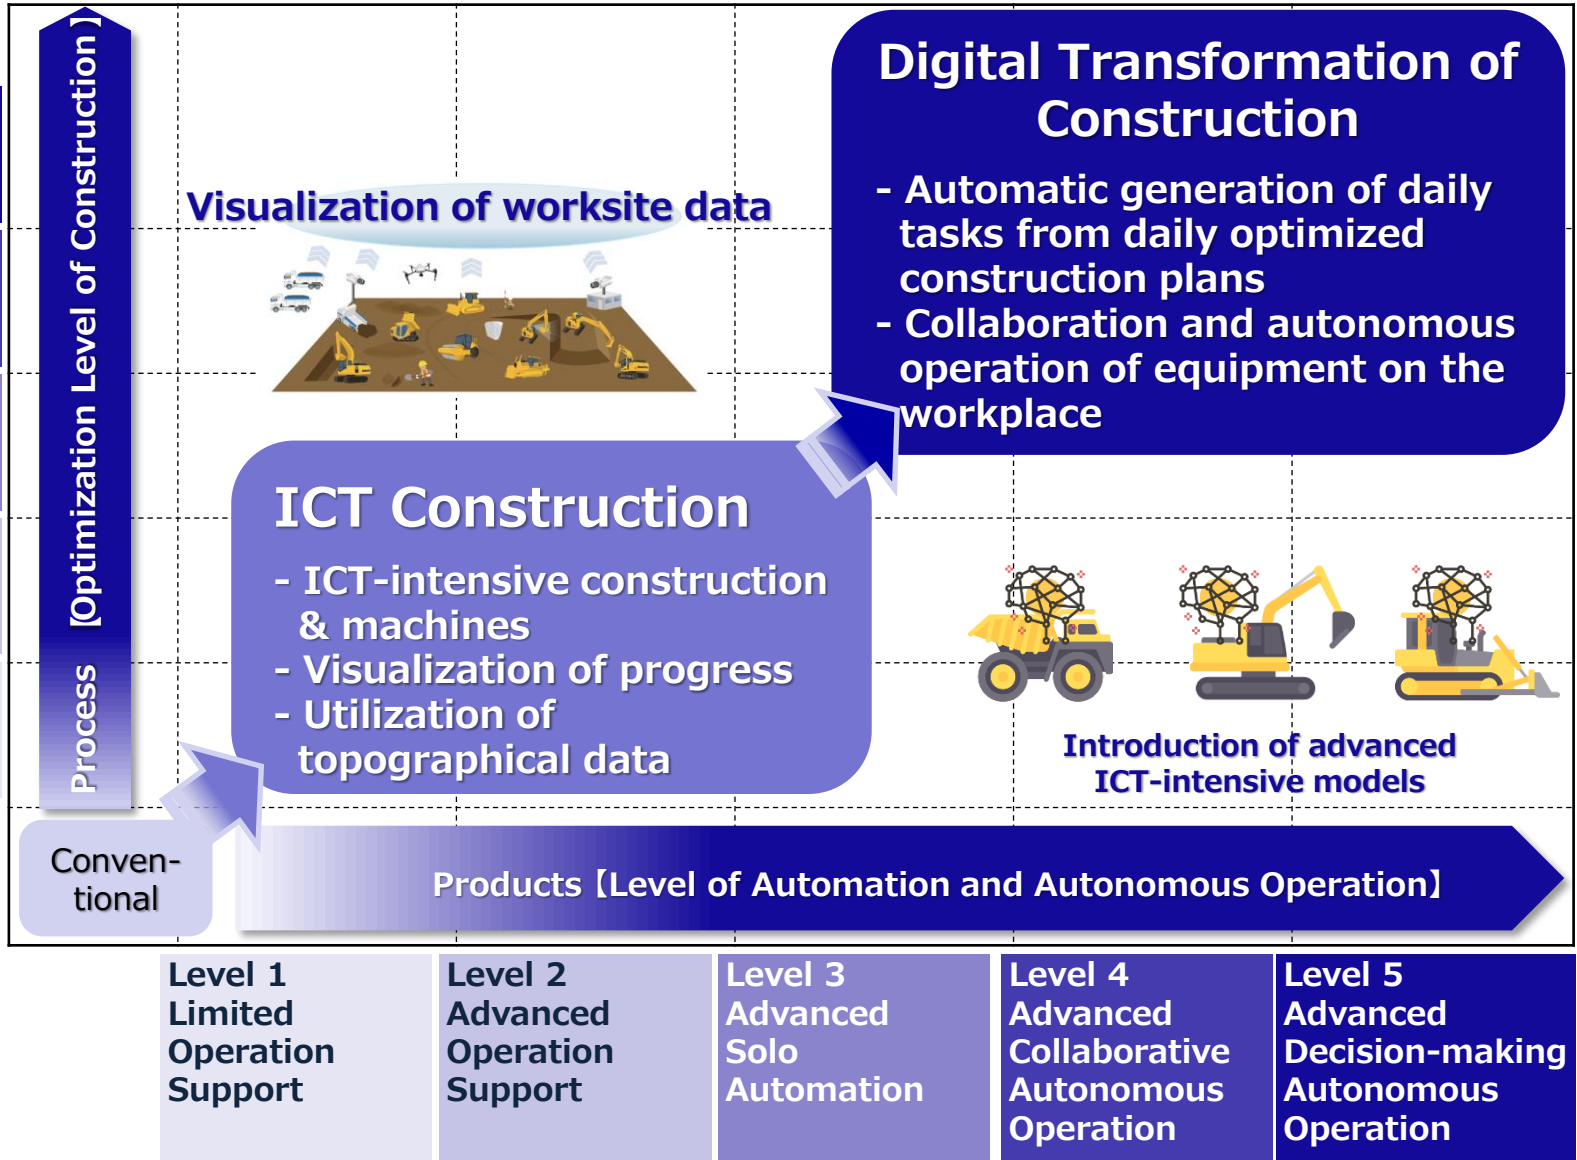 Process 【Optimization Level of Construction】
Digital Transformation of
Construction
- Automatic generation of daily
tasks from daily optimized
construction plans
- Collaboration and autonomous
operation of equipment on the
workplace
Visualization of worksite data
ICT Construction
- ICT-intensive construction
& machines
- Visualization of progress
- Utilization of
topographical data
Introduction of advanced
ICT-intensive models
Conven-
tional
Products【Level of Automation and Autonomous Operation】
Level 1
Limited
Operation
Support
Level 2
Advanced
Operation
Support
Level 3
Advanced
Solo
Automation
Level 4
Advanced
Collaborative
Autonomous
Operation
Level 5
Advanced
Decision-making
Autonomous
Operation